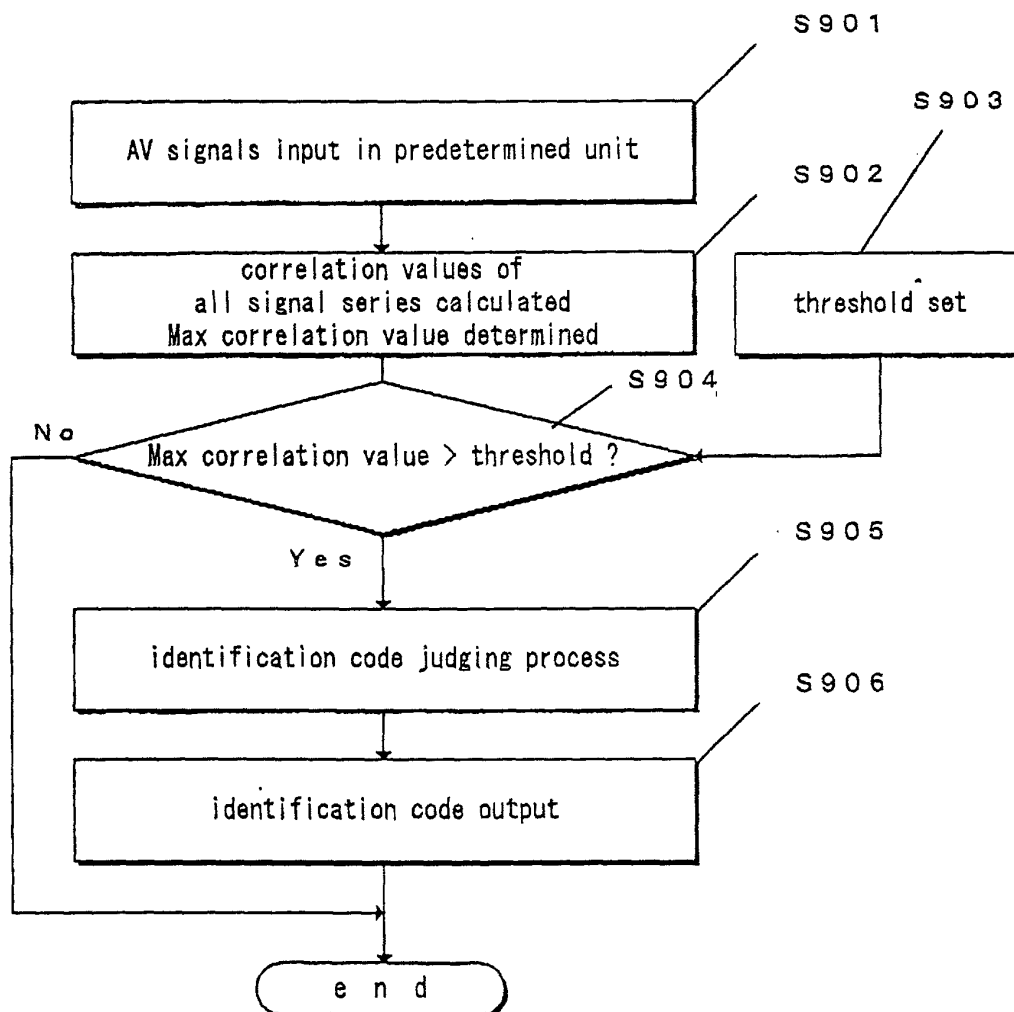 S901
AV signals input in predetermined unit
S902
correlation values of
all signal series calculated
Max correlation value determined
S903
threshold set
S904
Max correlation value > threshold ?
No
Yes
S905
identification code judging process
S906
identification code output
end